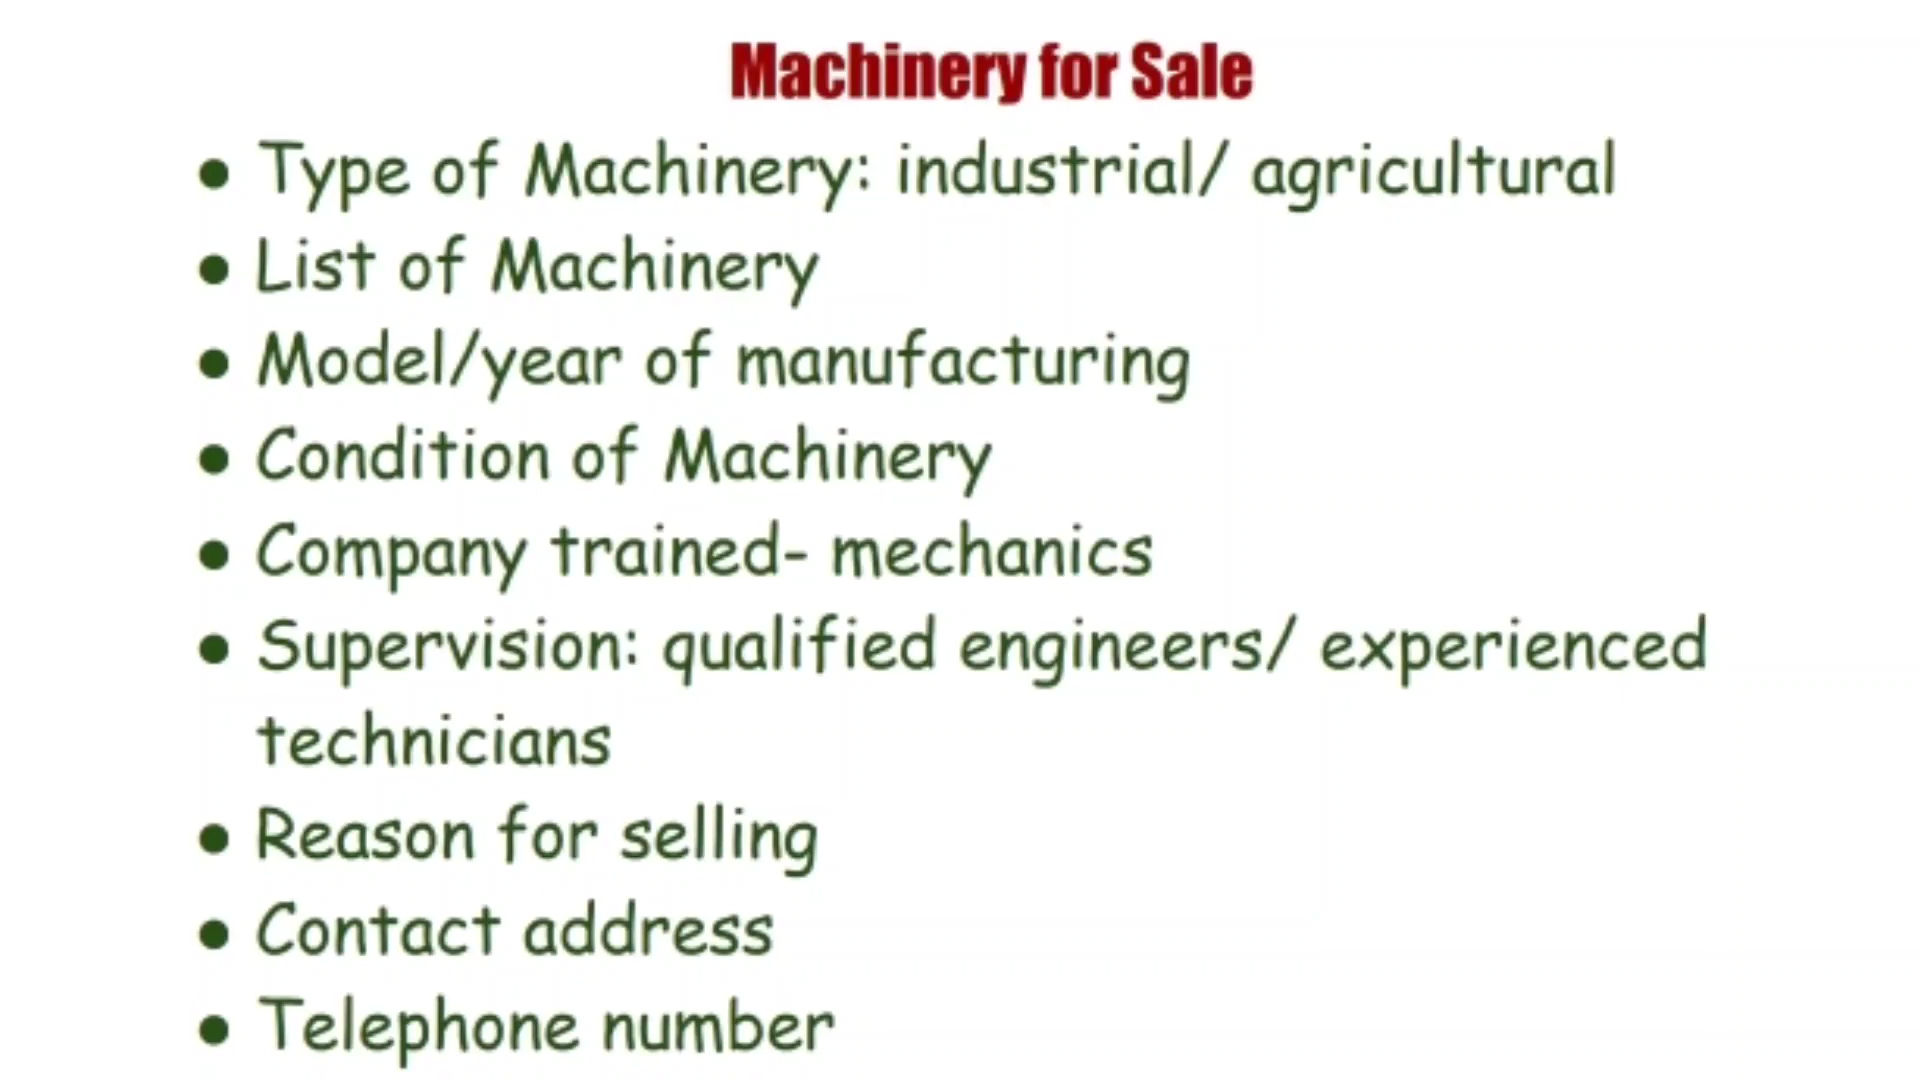 Machinery for Sale
● Type of Machinery: industrial/ agricultural
● List of Machinery
● Model/year of manufacturing
● Condition of Machinery
● Company trained- mechanics
● Supervision: qualified engineers/ experienced
technicians
● Reason for selling
● Contact address
● Telephone number